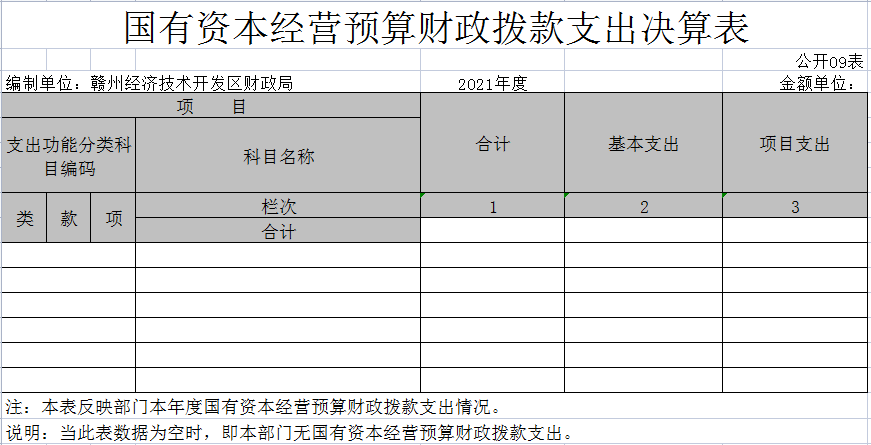 国有资本经营预算财政拨款支出决算表
公开09表
编制单位：赣州经济技术开发区财政局 2021年度 金额单位：
项 目
支出功能分类科目编码 科目名称 合计 基本支出 项目支出
类 款 项 栏次 1 2 3
合计
注：本表反映部门本年度国有资本经营预算财政拨款支出情况。
说明：当此表数据为空时，即本部门无国有资本经营预算财政拨款支出。